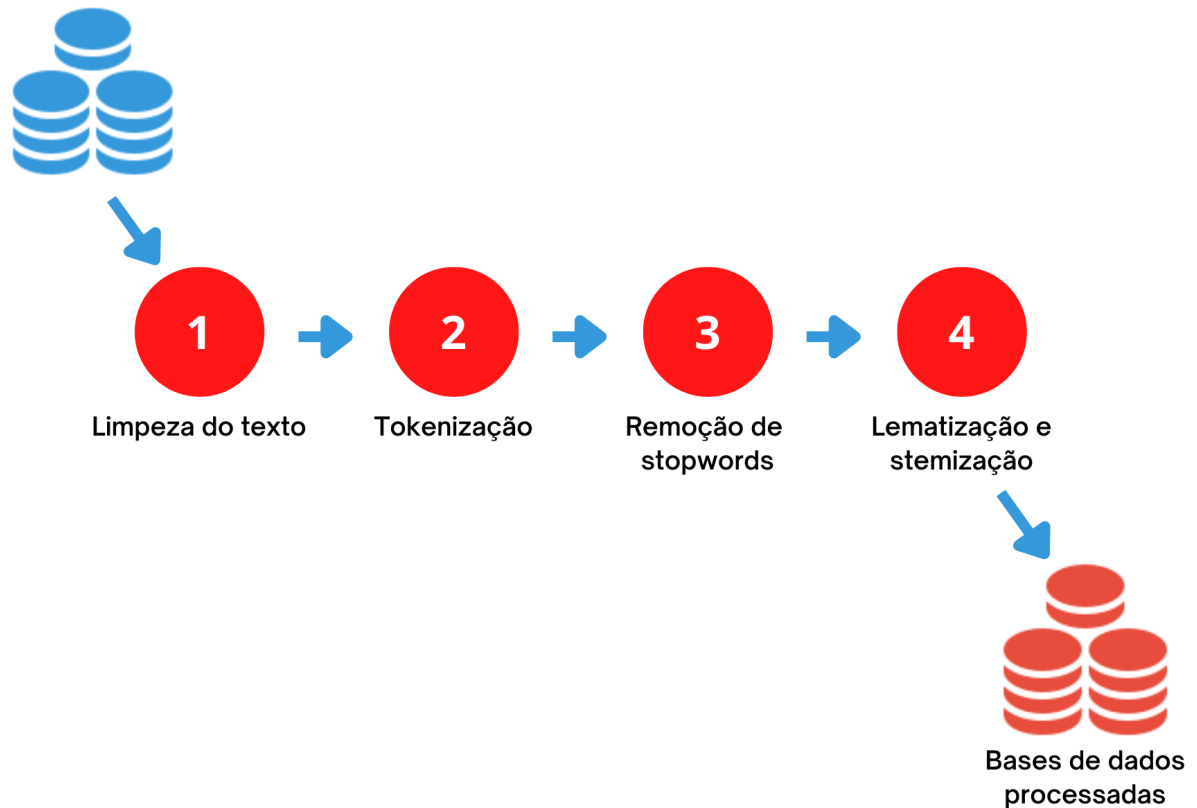 1
2
3
4
Limpeza do texto
Tokenização
Remoção de
stopwords
Lematização e
stemização
Bases de dados
processadas